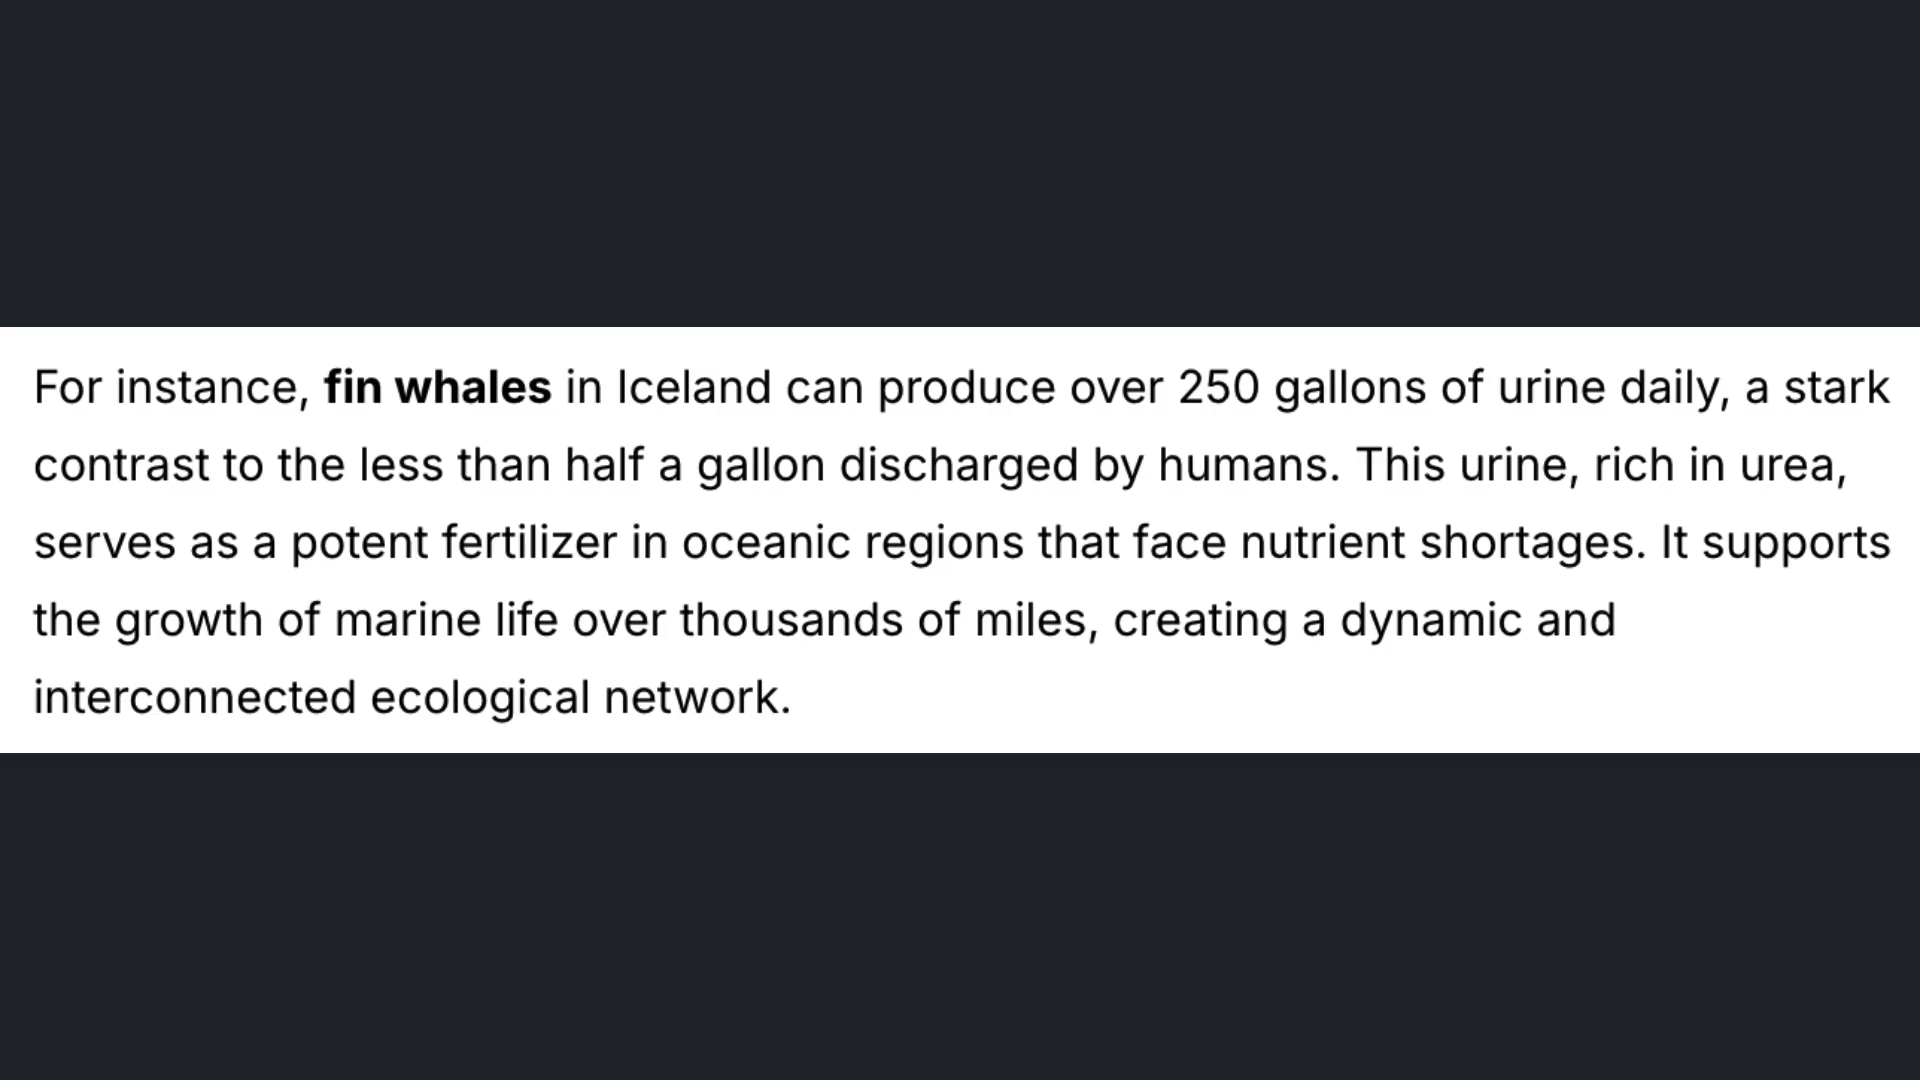 For instance, fin whales in Iceland can produce over 250 gallons of urine daily, a stark
contrast to the less than half a gallon discharged by humans. This urine, rich in urea,
serves as a potent fertilizer in oceanic regions that face nutrient shortages. It supports
the growth of marine life over thousands of miles, creating a dynamic and
interconnected ecological network.